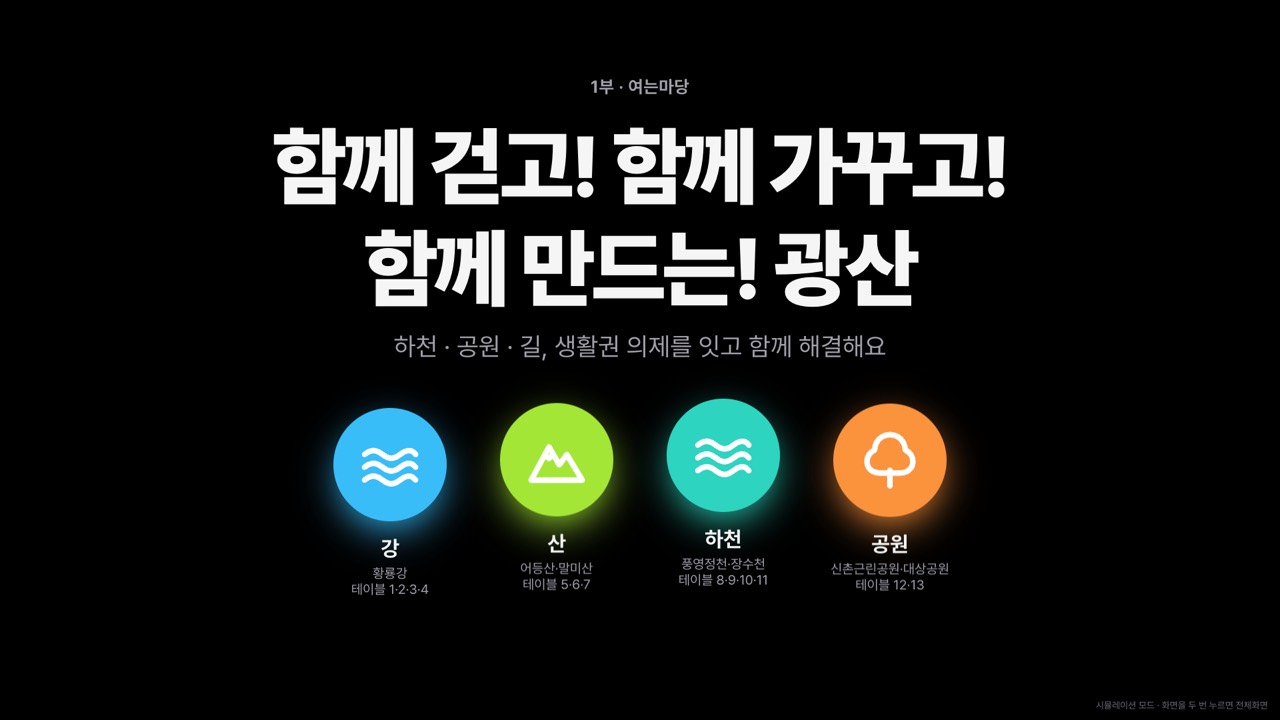 1부 · 여는마당
함께 걷고! 함께 가꾸고!
함께 만드는! 광산
하천 · 공원 · 길, 생활권 의제를 잇고 함께 해결해요
강
황룡강
테이블 1·2·3·4
산
어등산·말미산
테이블 5·6·7
하천
풍영정천·장수천
테이블 8·9·10·11
공원
신촌근린공원·대상공원
테이블 12·13
시뮬레이션 모드 · 화면을 두 번 누르면 전체화면